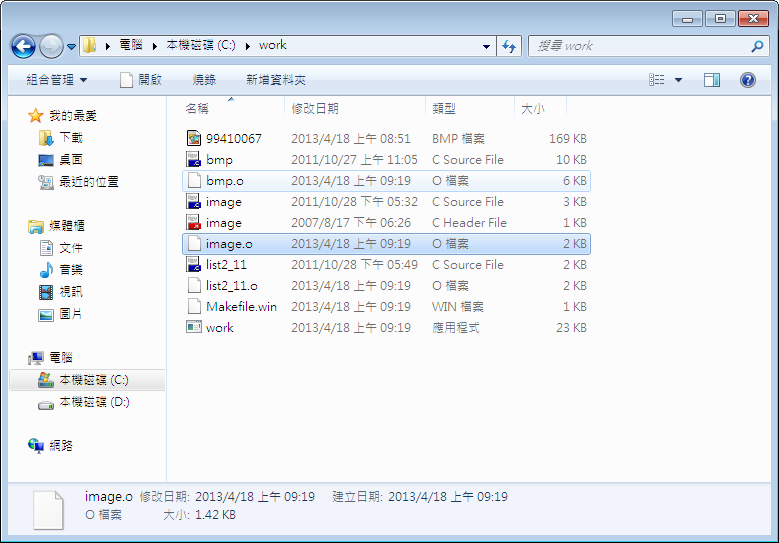 電腦 本機磁碟 (C:) work 搜尋 work
組合管理 開啟 燒錄 新增資料夾
我的最愛
下載
桌面
最近的位置
媒體櫃
文件
音樂
視訊
圖片
電腦
本機磁碟 (C:)
本機磁碟 (D:)
網路
名稱 修改日期 類型 大小
99410067 2013/4/18 上午 08:51 BMP 檔案 169 KB
bmp 2011/10/27 上午 11:05 C Source File 10 KB
bmp.o 2013/4/18 上午 09:19 O 檔案 6 KB
image 2011/10/28 下午 05:32 C Source File 3 KB
image 2007/8/17 下午 06:26 C Header File 1 KB
image.o 2013/4/18 上午 09:19 O 檔案 2 KB
list2_11 2011/10/28 下午 05:49 C Source File 2 KB
list2_11.o 2013/4/18 上午 09:19 O 檔案 2 KB
Makefile.win 2013/4/18 上午 09:19 WIN 檔案 1 KB
work 2013/4/18 上午 09:19 應用程式 23 KB
image.o 修改日期: 2013/4/18 上午 09:19 建立日期: 2013/4/18 上午 09:19
O 檔案 大小: 1.42 KB